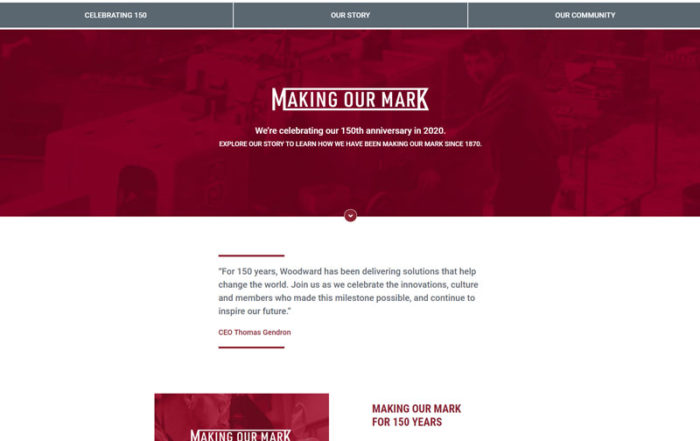 CELEBRATING 150
OUR STORY
OUR COMMUNITY
MAKING OUR MARK
We're celebrating our 150th anniversary in 2020.
EXPLORE OUR STORY TO LEARN HOW WE HAVE BEEN MAKING OUR MARK SINCE 1870.
“For 150 years, Woodward has been delivering solutions that help
change the world. Join us as we celebrate the innovations, culture
and members who made this milestone possible, and continue to
inspire our future.”
CEO Thomas Gendron
MAKING OUR MARK
MAKING OUR MARK
FOR 150 YEARS